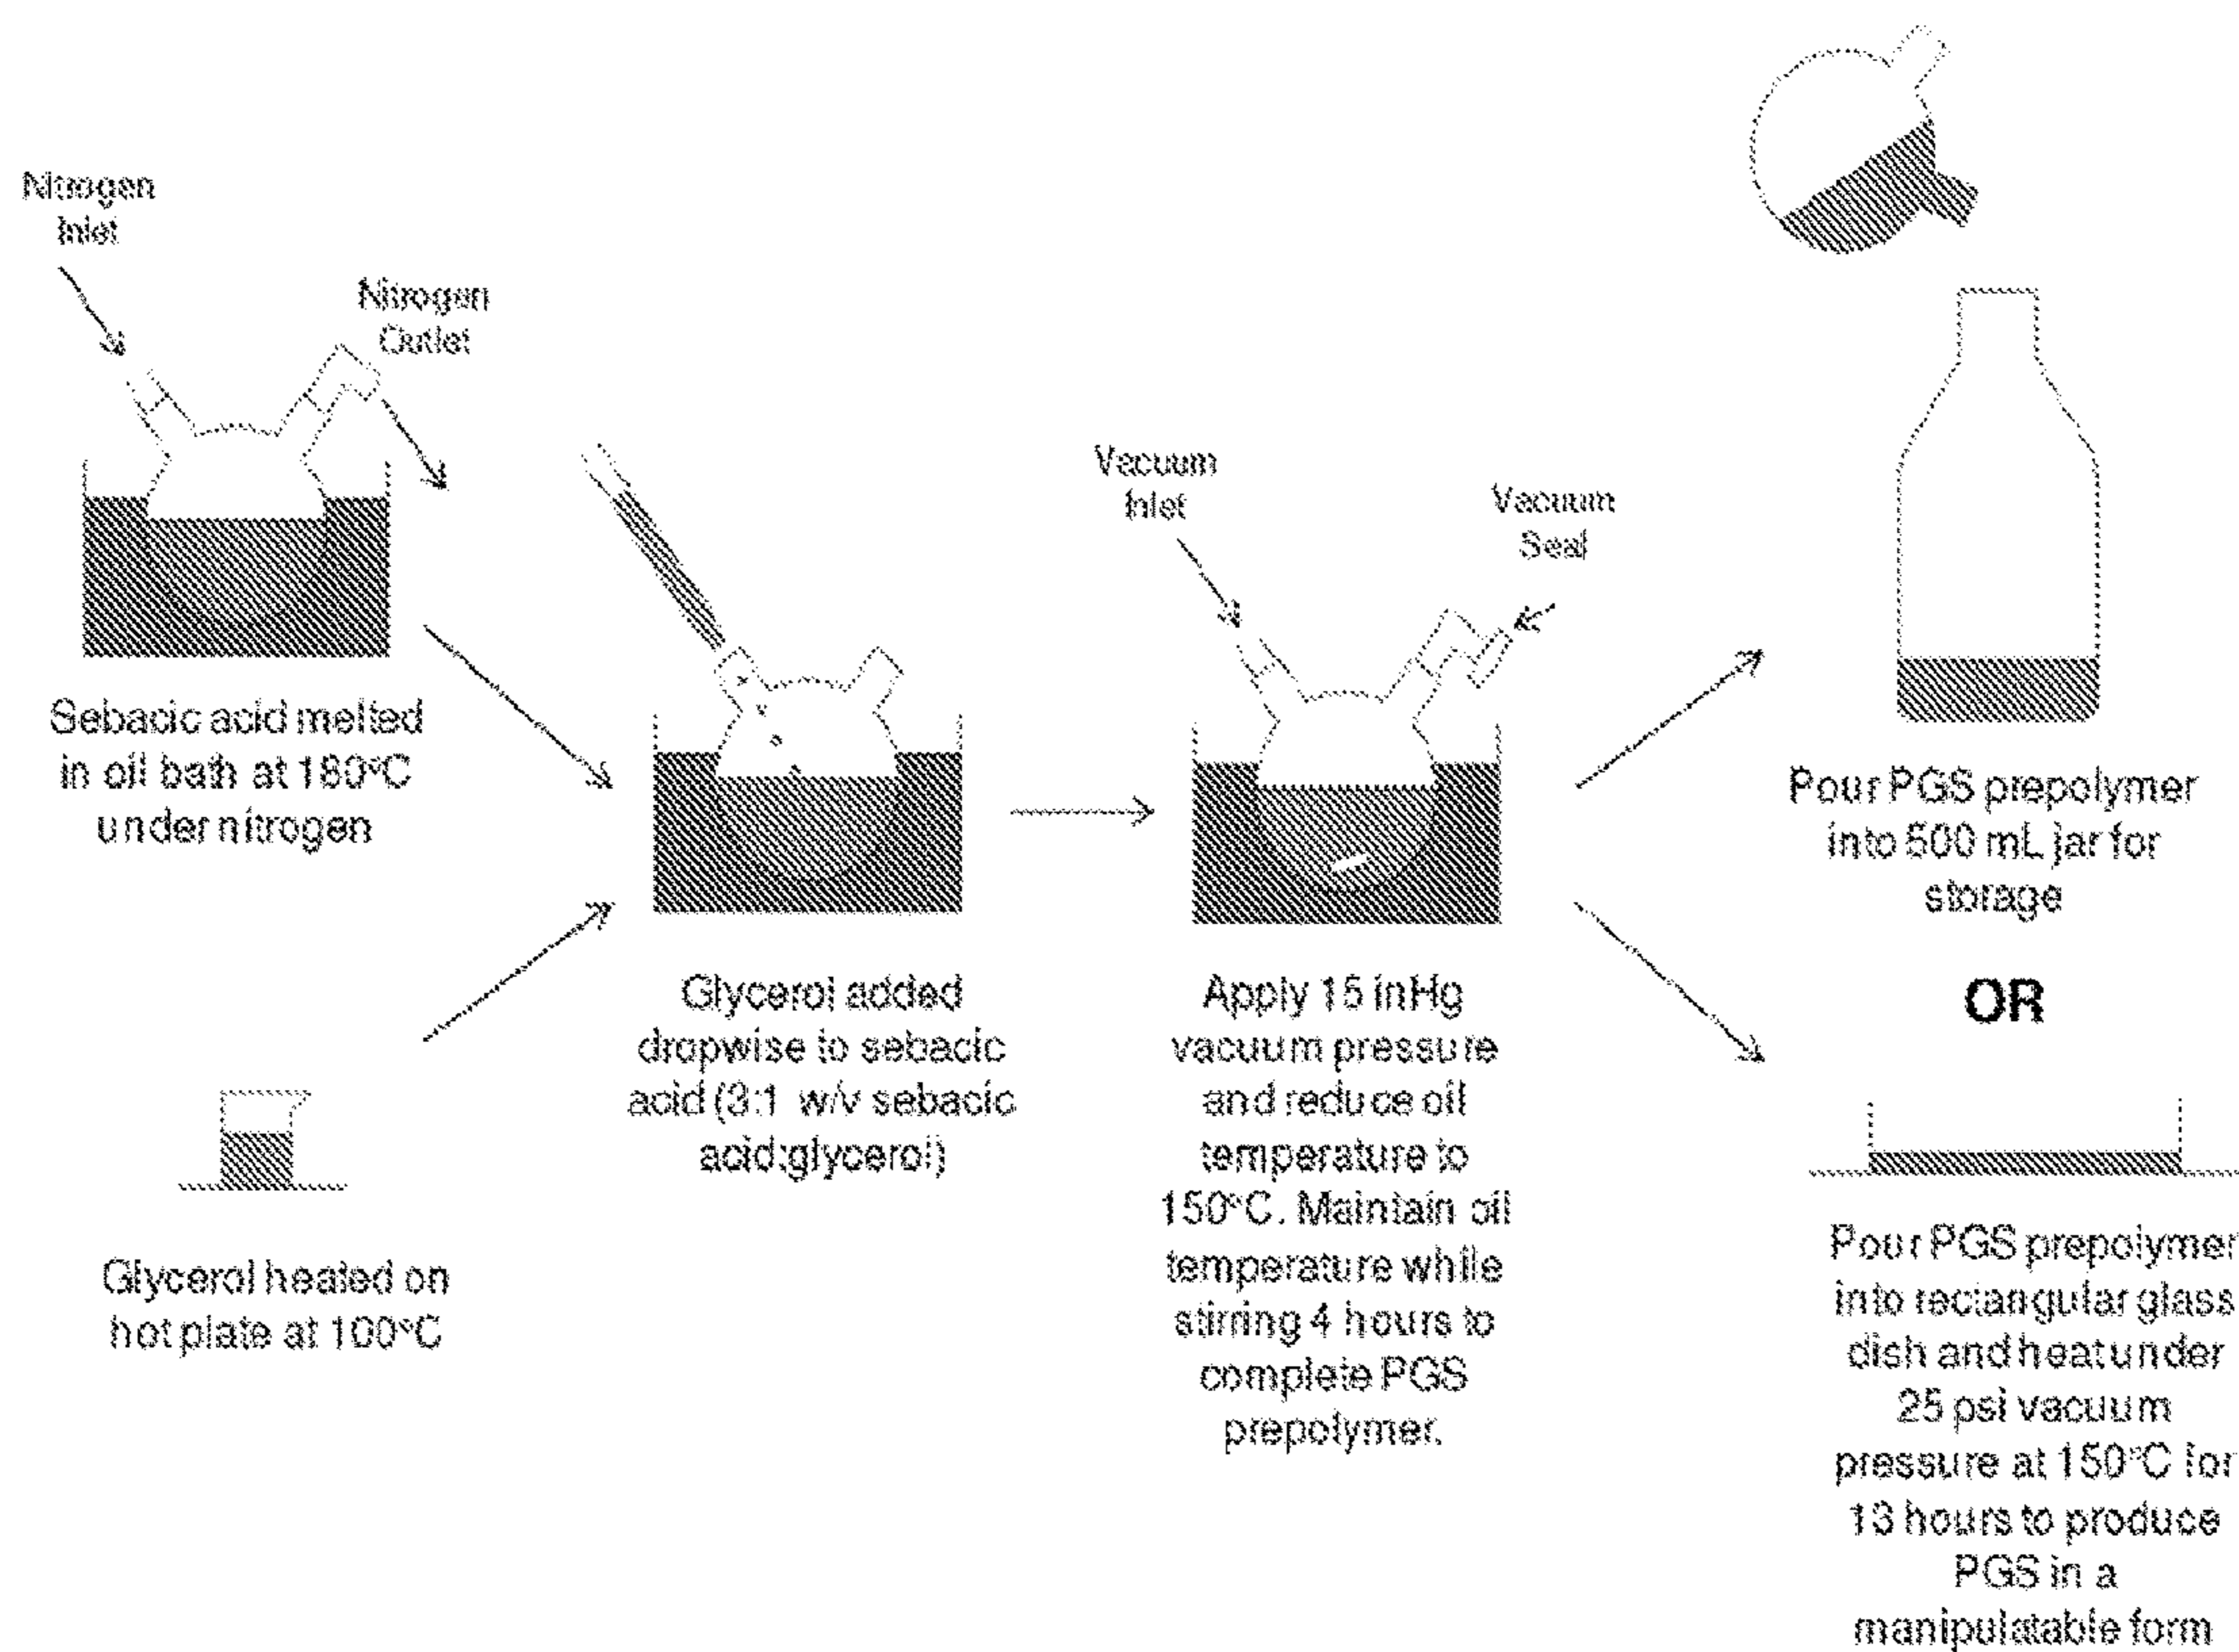 Nitrogen
Inlet
Nitrogen
Outlet
Sebacic acid melted
in oil bath at 180°C
under nitrogen
Glycerol heated on
hot plate at 100°C
Glycerol added
dropwise to sebacic
acid (3:1 w/v sebacic
acid:glycerol)
Vacuum
Inlet
Vacuum
Seal
Apply 15 inHg
vacuum pressure
and reduce oil
temperature to
150°C. Maintain oil
temperature while
stirring 4 hours to
complete PGS
prepolymer.
Pour PGS prepolymer
into 500 mL jar for
storage
OR
Pour PGS prepolymer
into rectangular glass
dish and heat under
25 psi vacuum
pressure at 150°C for
13 hours to produce
PGS in a
manipulatable form